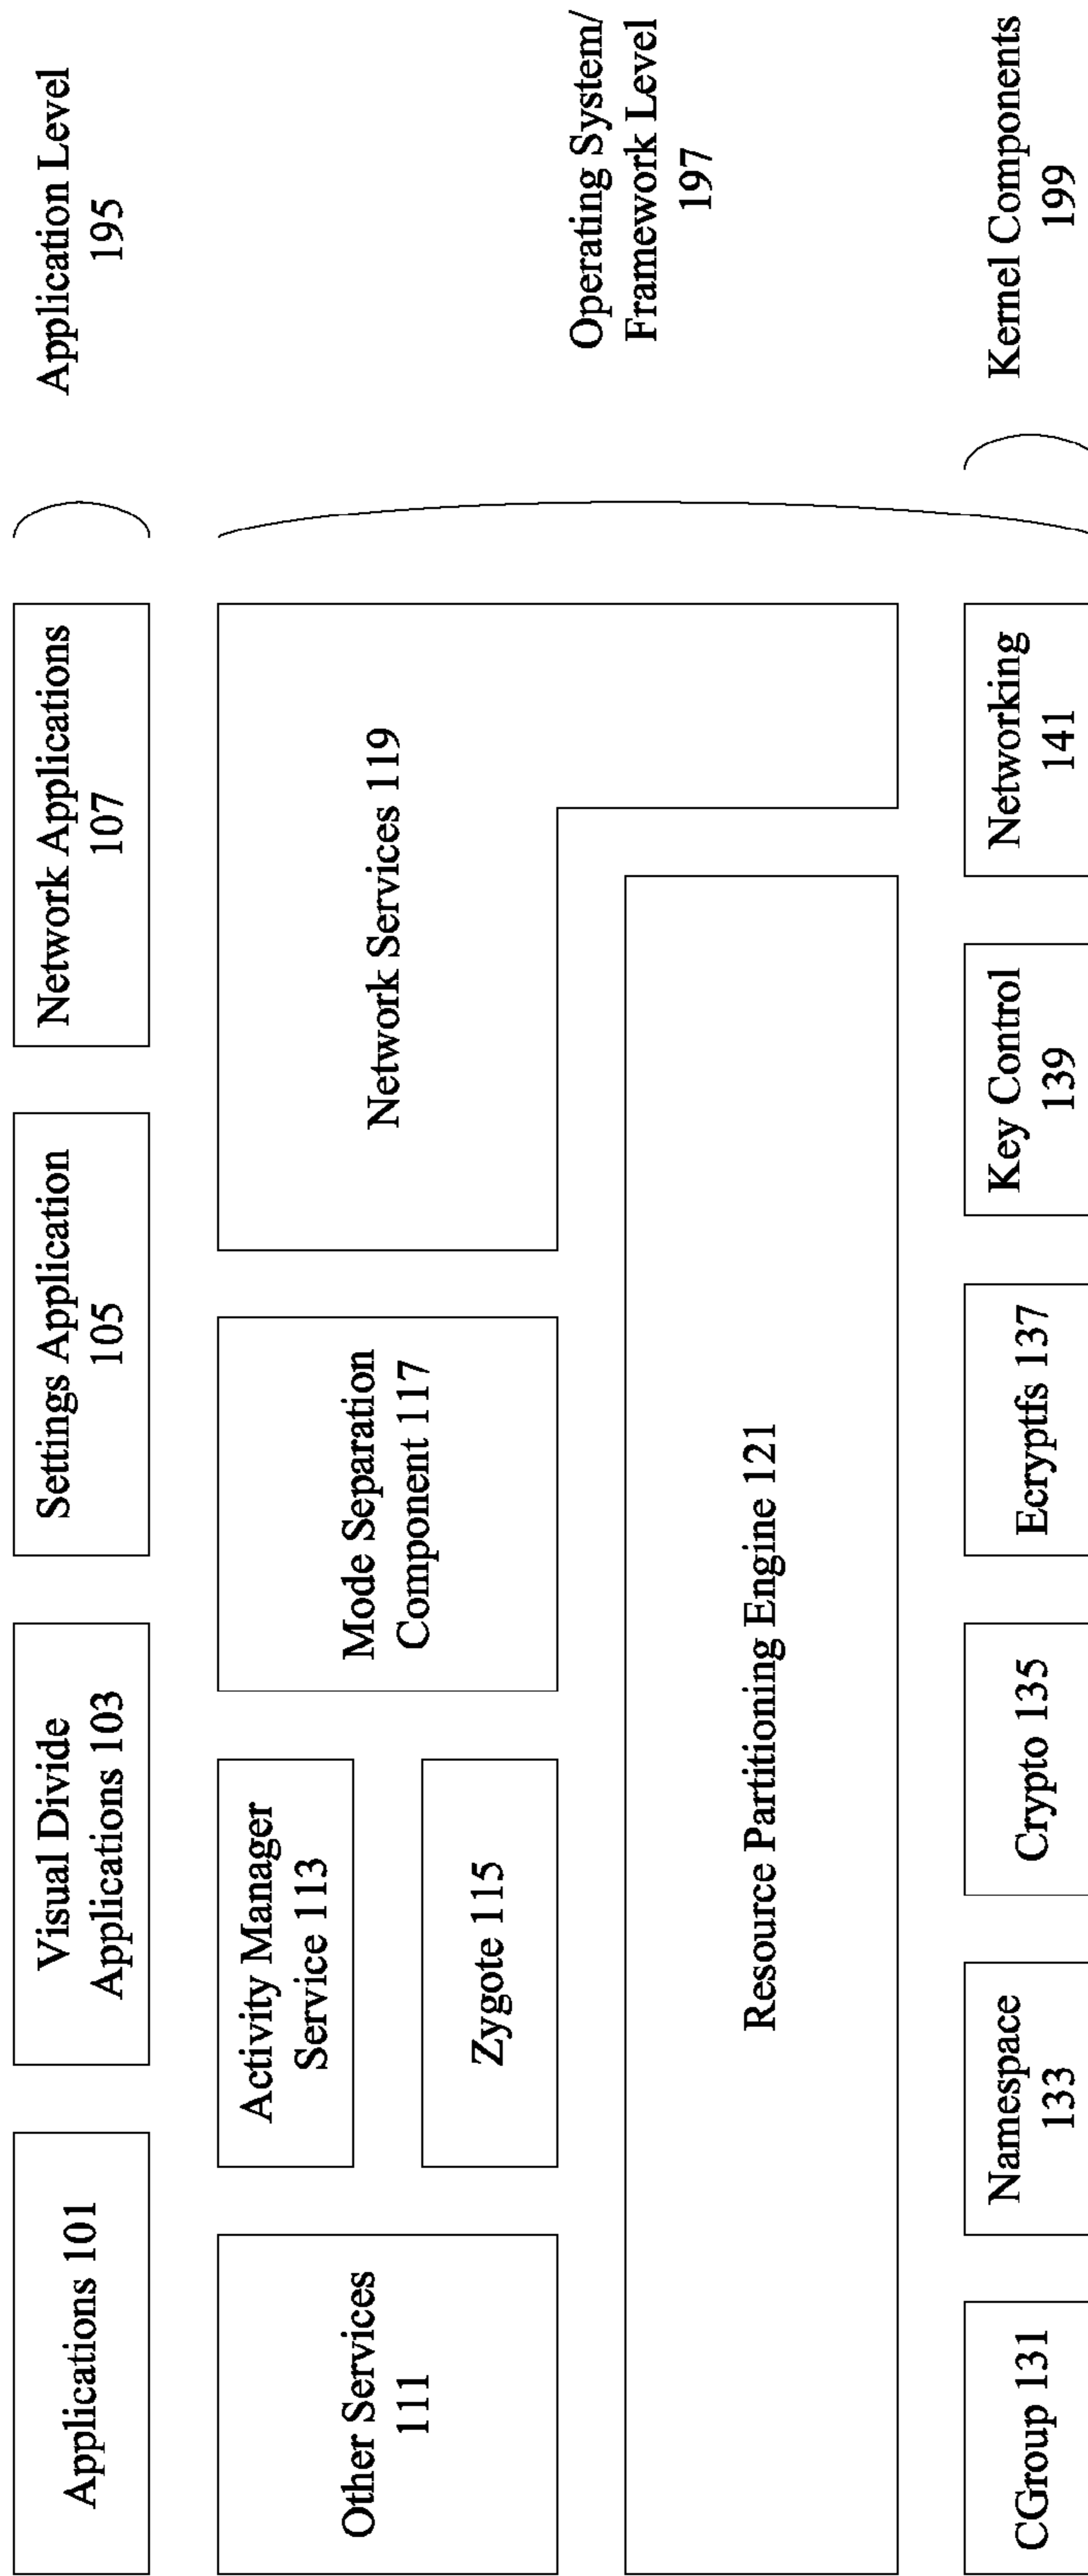 Applications 101
Visual Divide
Applications 103
Settings Application
105
Network Applications
107
Application Level
195
Other Services
111
Activity Manager
Service 113
Zygote 115
Mode Separation
Component 117
Network Services 119
Operating System/
Framework Level
197
Resource Partitioning Engine 121
CGroup 131
Namespace
133
Crypto 135
Ecryptfs 137
Key Control
139
Networking
141
Kernel Components
199